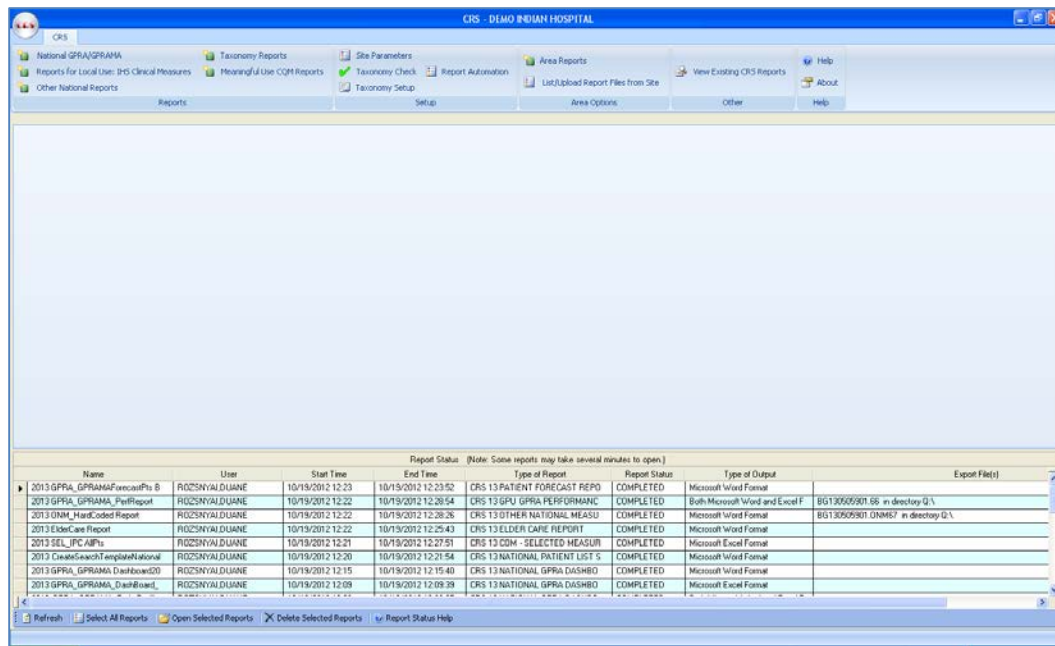 CRS - DEMO INDIAN HOSPITAL
CRS
National GPRA/GPRAMA
Reports for Local Use: IHS Clinical Measures
Other National Reports
Taxonomy Reports
Meaningful Use CQM Reports
Reports
Site Parameters
Taxonomy Check
Report Automation
Taxonomy Setup
Setup
Area Reports
List/Upload Report Files from Site
Area Options
View Existing CRS Reports
Other
Help
About
Help
Report Status (Note: Some reports may take several minutes to open.)
Name User Start Time End Time Type of Report Report Status Type of Output Export File(s)
2013 GPRA_GPRAMAForecastPts B ROZSNYAI,DUANE 10/19/2012 12:23 10/19/2012 12:23:52 CRS 13 PATIENT FORECAST REPO COMPLETED Microsoft Word Format
2013 GPRA_GPRAMA_PerfReport ROZSNYAI,DUANE 10/19/2012 12:22 10/19/2012 12:28:54 CRS 13 GPU GPRA PERFORMANC COMPLETED Both Microsoft Word and Excel F BG130505901.66 in directory Q:\
2013 ONM_HardCoded Report ROZSNYAI,DUANE 10/19/2012 12:22 10/19/2012 12:28:26 CRS 13 OTHER NATIONAL MEASU COMPLETED Microsoft Word Format BG130505901.ONM67 in directory Q:\
2013 ElderCare Report ROZSNYAI,DUANE 10/19/2012 12:22 10/19/2012 12:25:43 CRS 13 ELDER CARE REPORT COMPLETED Microsoft Word Format
2013 SEL_IPC AllPts ROZSNYAI,DUANE 10/19/2012 12:21 10/19/2012 12:27:51 CRS 13 COM - SELECTED MEASUR COMPLETED Microsoft Excel Format
2013 CreateSearchTemplateNational ROZSNYAI,DUANE 10/19/2012 12:20 10/19/2012 12:21:54 CRS 13 NATIONAL PATIENT LIST S COMPLETED Microsoft Word Format
2013 GPRA_GPRAMA Dashboard20 ROZSNYAI,DUANE 10/19/2012 12:15 10/19/2012 12:15:40 CRS 13 NATIONAL GPRA DASHBO COMPLETED Microsoft Word Format
2013 GPRA_GPRAMA_DashBoard_ ROZSNYAI,DUANE 10/19/2012 12:09 10/19/2012 12:09:39 CRS 13 NATIONAL GPRA DASHBO COMPLETED Microsoft Excel Format
Refresh Select All Reports Open Selected Reports Delete Selected Reports Report Status Help